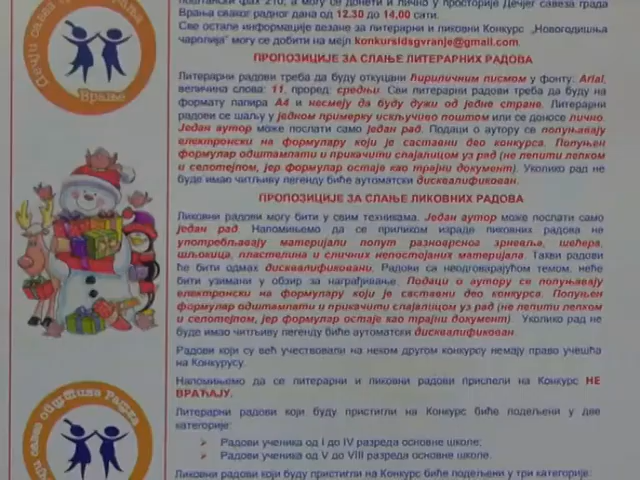 поштански фах 210, а могу се донети и лично у просторије Дечјег савеза града
Врања сваког радног дана од 12.30 до 14,00 сати.
Све остале информације везане за литерарни и ликовни Конкурс „Новогодишња
чаролија" могу се добити на мејл konkursldsgvranje@gmail.com
ПРОПОЗИЦИЈЕ ЗА СЛАЊЕ ЛИТЕРАРНИХ РАДОВА
Литерарни радови треба да буду откуцани ћириличним писмом у фонту: Arial,
величина слова: 11, проред: средњи. Сви литерарни радови треба да буду на
формату папира А4 и несмеју да буду дужи од једне стране. Литерарни
радови се шаљу у једном примерку искључиво поштом или се доносе лично.
Један аутор може послати само један рад. Подаци о аутору се попуњавају
електронски на формулару који је саставни део конкурса. Попуњен
формулар одштампати и прикачити спајалицом уз рад (не лепити лепком
и селотејпом, јер формулар остаје као трајни документ). Уколико рад не
буде имао читљиву легенду биће аутоматски дисквалификован.
ПРОПОЗИЦИЈЕ ЗА СЛАЊЕ ЛИКОВНИХ РАДОВА
Ликовни радови могу бити у свим техникама. Један аутор може послати само
један рад. Напомињемо да се приликом израде ликовних радова не
употребљавају материјали попут разноврсног зрневља, шећера,
шљокица, пластелина и сличних непостојаних материјала. Такви радови
ће бити одмах дисквалификовани. Радови са неодговарајућом темом, неће
бити узимани у обзир за награђивање. Подаци о аутору се попуњавају
електронски на формулару који је саставни део конкурса. Попуњен
формулар одштампати и прикачити спајалицом уз рад (не лепити лепком
и селотејпом, јер формулар остаје као трајни документ). Уколико рад не
буде имао читљиву легенду биће аутоматски дисквалификован.
Радови који су већ учествовали на неком другом конкурсу немају право учешћа
на Конкурсу.
Напомињемо да се литерарни и ликовни радови приспели на Конкурс НЕ
ВРАЋАЈУ.
Литерарни радови који буду пристигли на Конкурс биће подељени у две
категорије:
Радови ученика од I до IV разреда основне школе;
Радови ученика од V до VIII разреда основне школе.
Ликовни радови који буду пристигли на Конкурс биће подељени у три категорије:
Врање
савез општине Рашка